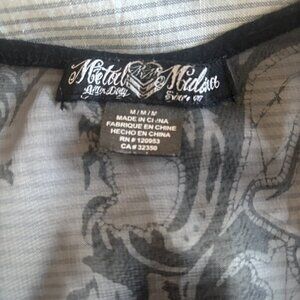 Metal Mulisha
M / M / M
MADE IN CHINA
FABRIQUE EN CHINE
HECHO EN CHINA
RN # 120953
CA # 32350